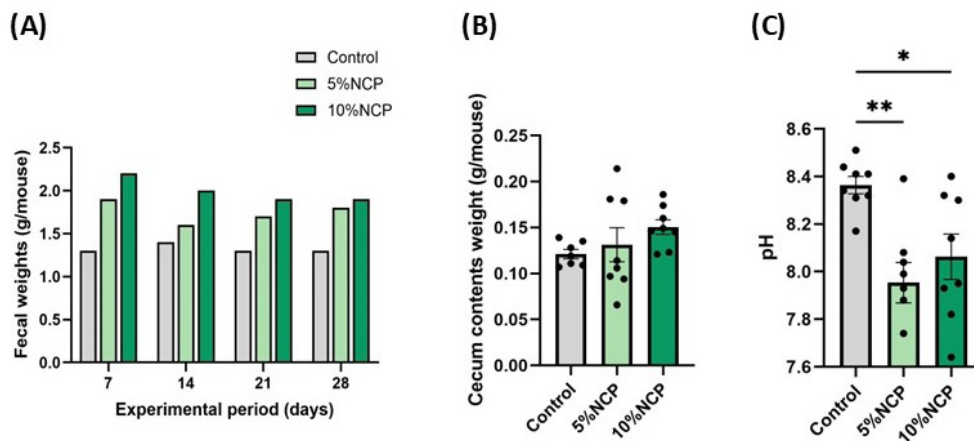 (A)
Control
5%NCP
10%NCP
Fecal weights (g/mouse)
2.5
2.0
1.5
1.0
0.5
0.0
7 14 21 28
Experimental period (days)
(B)
Cecum contents weight (g/mouse)
0.25
0.20
0.15
0.10
0.05
0.00
Control 5%NCP 10%NCP
(C)
*
**
pH
8.6
8.4
8.2
8.0
7.8
7.6
Control 5%NCP 10%NCP